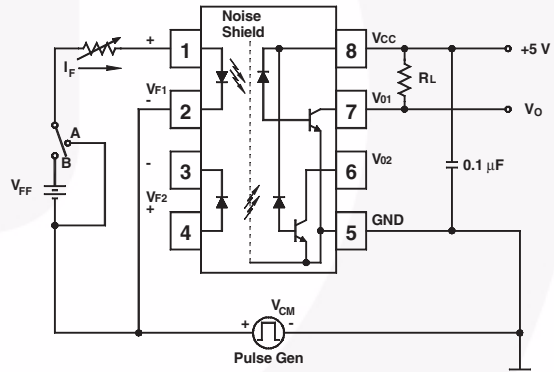 Noise
Shield
+ 1 8 VCC +5 V
IF RL
VF1
- 2 7 V01 VO
A
B
- 3 6 V02
0.1 μF
VFF VF2
+ 4 5 GND
VCM
+ -
Pulse Gen